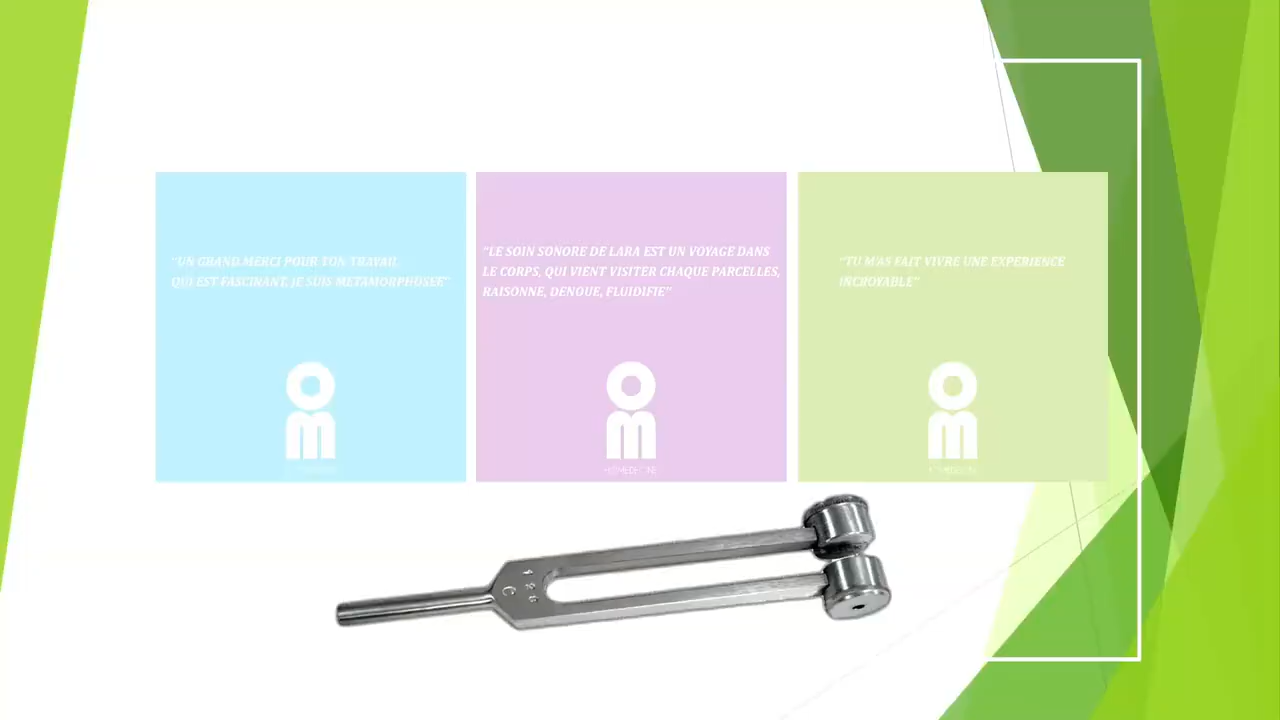 "UN GRAND MERCI POUR TON TRAVAIL
QUI EST FASCINANT, JE SUIS METAMORPHOSEE"
"LE SOIN SONORE DE LARA EST UN VOYAGE DANS
LE CORPS, QUI VIENT VISITER CHAQUE PARCELLES,
RAISONNE, DENOUE, FLUIDIFIE"
"TU M'AS FAIT VIVRE UNE EXPERIENCE
INCROYABLE"
OM
OM
HOMEDECINE
OM
C